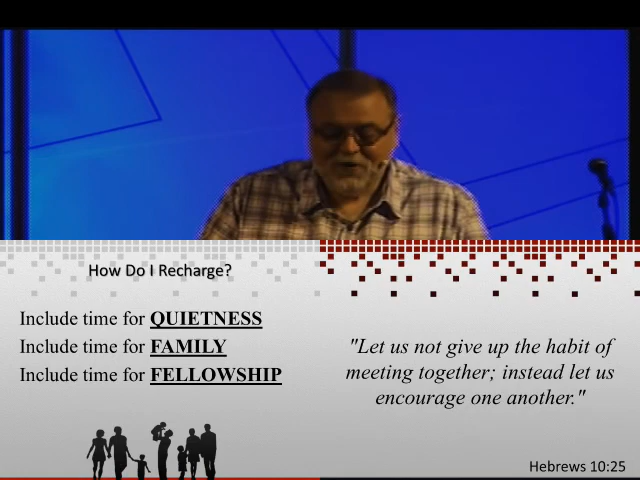 How Do I Recharge?
Include time for QUIETNESS
Include time for FAMILY
Include time for FELLOWSHIP
"Let us not give up the habit of
meeting together; instead let us
encourage one another."
Hebrews 10:25